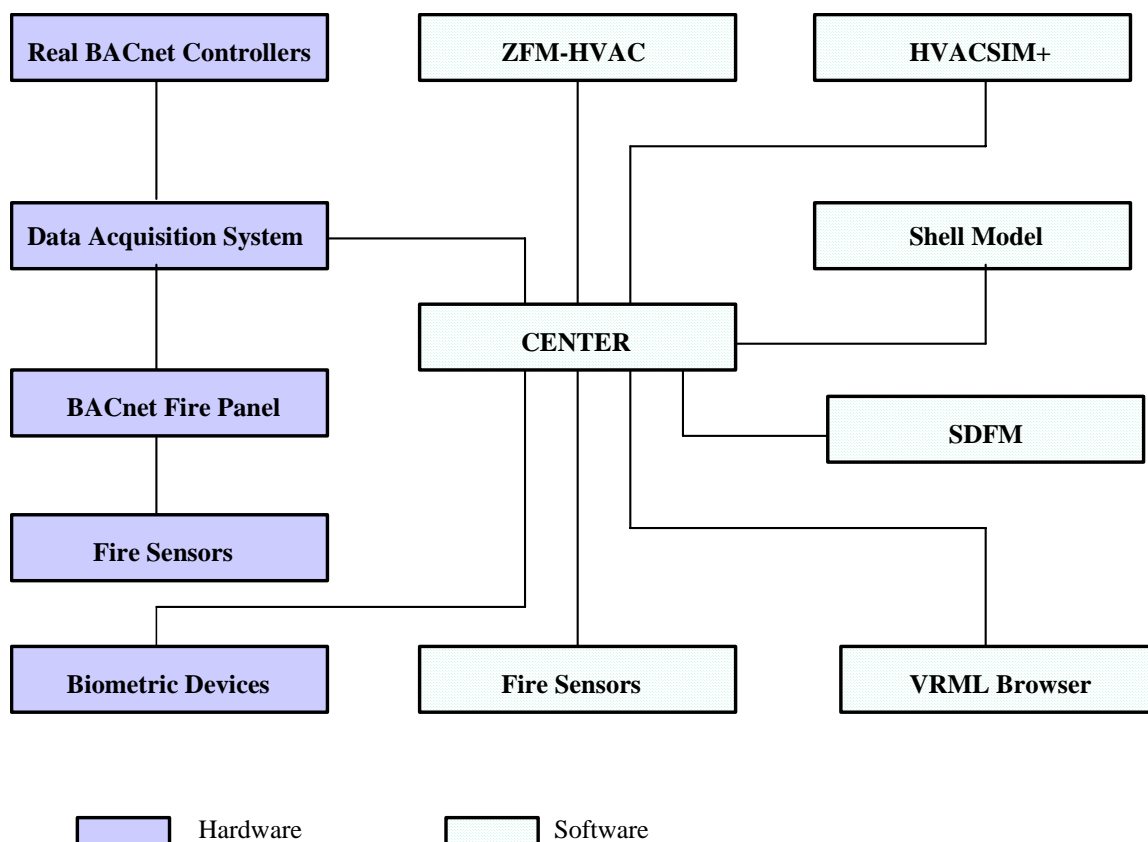 Real BACnet Controllers
ZFM-HVAC
HVACSIM+
Data Acquisition System
Shell Model
CENTER
BACnet Fire Panel
SDFM
Fire Sensors
Biometric Devices
Fire Sensors
VRML Browser
Hardware
Software